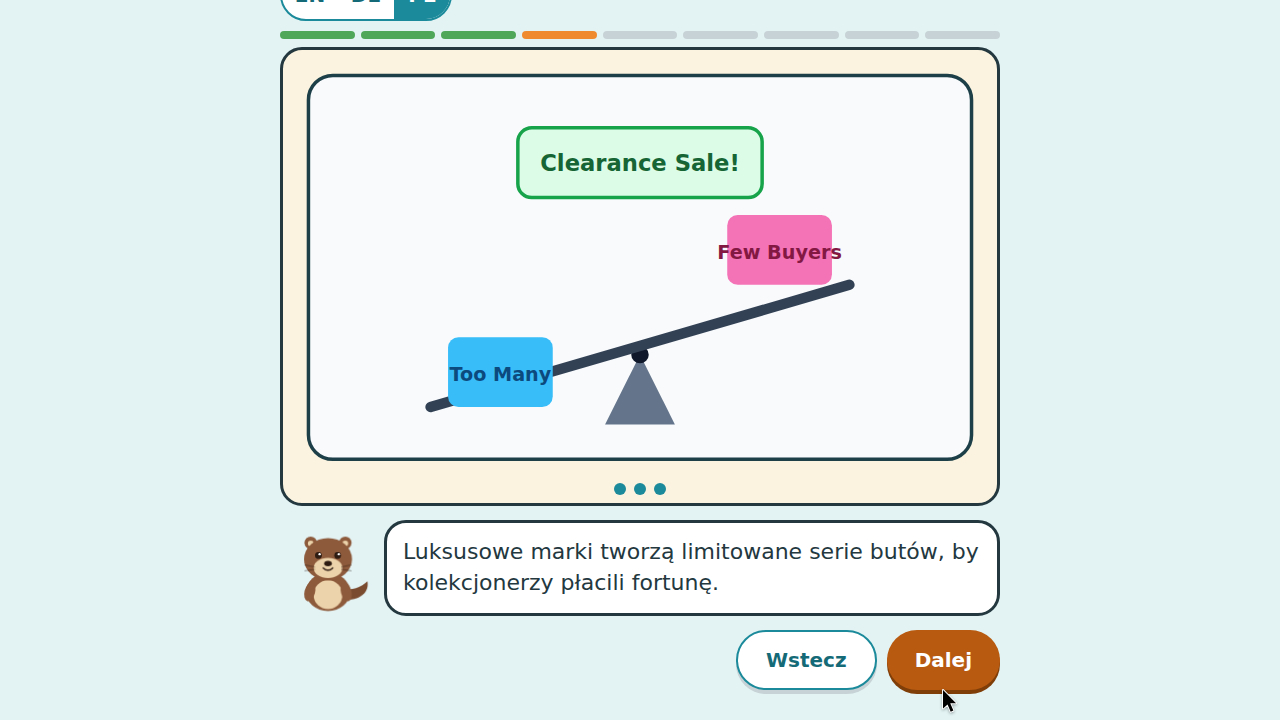 Clearance Sale!
Few Buyers
Too Many
Luksusowe marki tworzą limitowane serie butów, by
kolekcjonerzy płacili fortunę.
Wstecz
Dalej